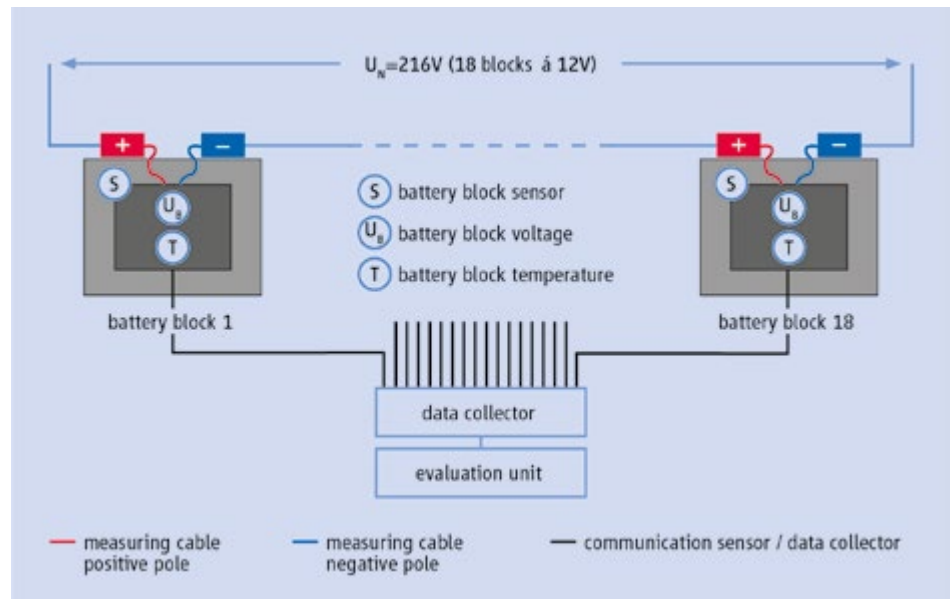 U_N=216V (18 blocks á 12V)
+ − + −
S S
U_B U_B
T T
S battery block sensor
U_B battery block voltage
T battery block temperature
battery block 1
battery block 18
data collector
evaluation unit
measuring cable
positive pole
measuring cable
negative pole
communication sensor / data collector